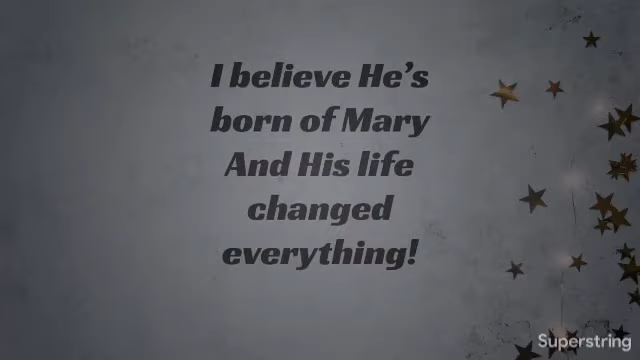 I believe He’s
born of Mary
And His life
changed
everything!
Superstring